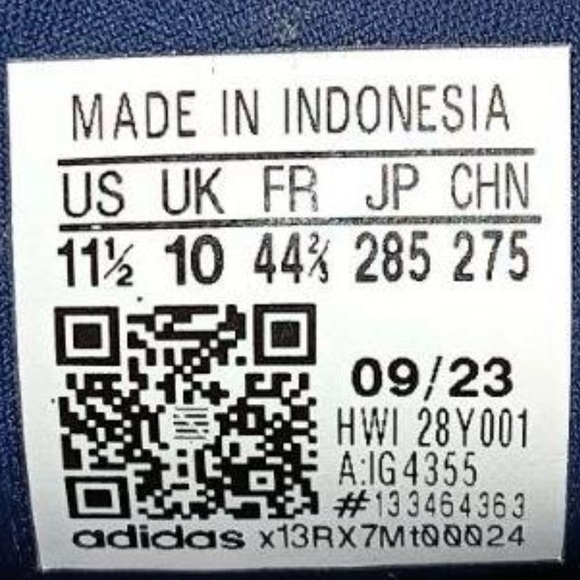 MADE IN INDONESIA
US UK FR JP CHN
11½ 10 44⅔ 285 275
09/23
HWI 28Y001
A:IG4355
#133464363
adidas x13RX7Mt00024